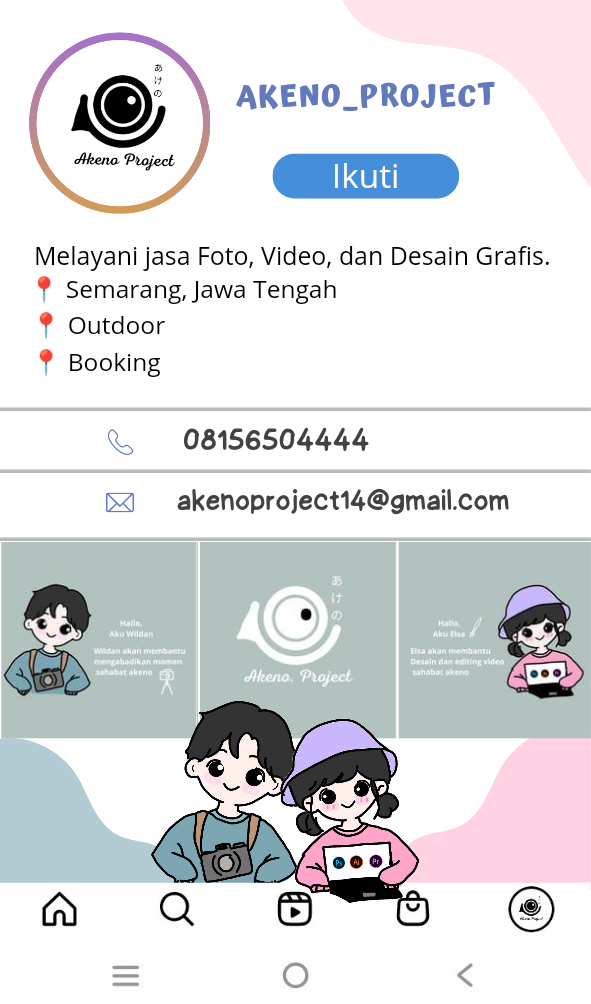 あけの
Akeno Project
AKENO_PROJECT
Ikuti
Melayani jasa Foto, Video, dan Desain Grafis.
Semarang, Jawa Tengah
Outdoor
Booking
08156504444
akenoproject14@gmail.com
Hallo,
Aku Wildan
Wildan akan membantu
mengabadikan momen
sahabat akeno
あけの
Akeno. Project
Hallo,
Aku Elsa
Elsa akan membantu
Desain dan editing video
sahabat akeno
Ps Ai Pr
Akeno Project